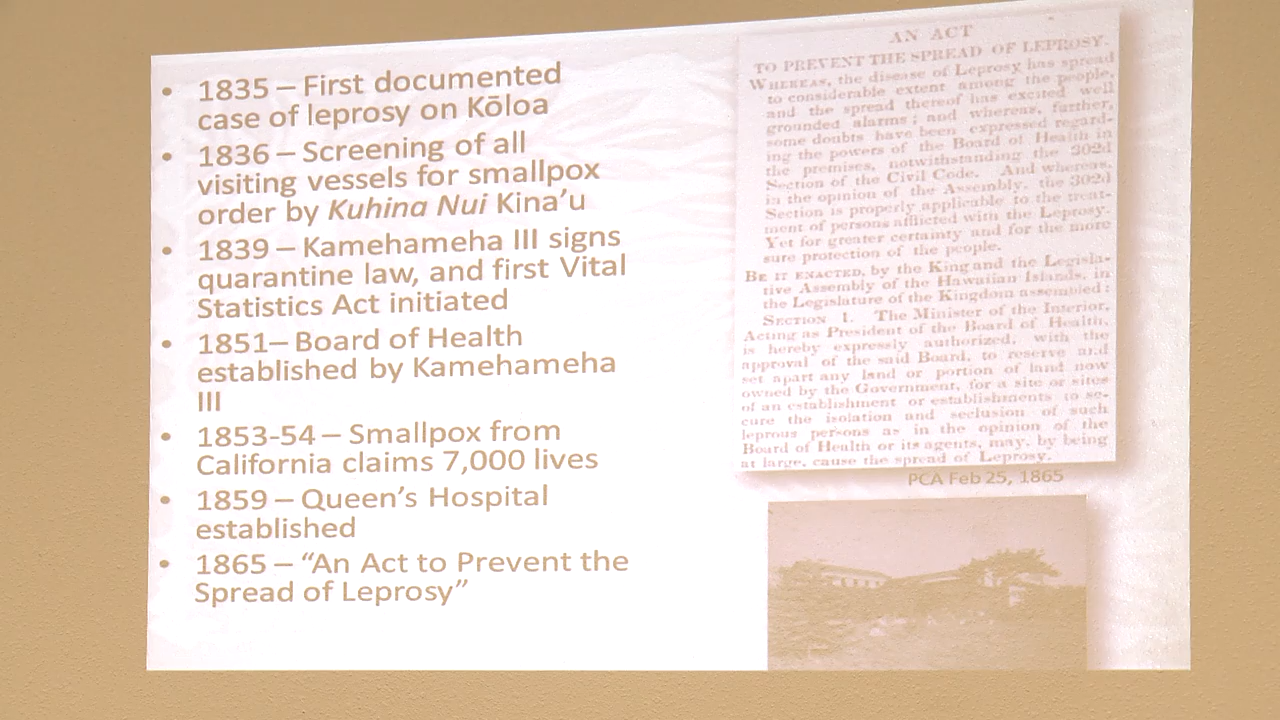 • 1835 – First documented
case of leprosy on Kōloa
• 1836 – Screening of all
visiting vessels for smallpox
order by Kuhina Nui Kina’u
• 1839 – Kamehameha III signs
quarantine law, and first Vital
Statistics Act initiated
• 1851– Board of Health
established by Kamehameha
III
• 1853-54 – Smallpox from
California claims 7,000 lives
• 1859 – Queen’s Hospital
established
• 1865 – “An Act to Prevent the
Spread of Leprosy”
AN ACT
TO PREVENT THE SPREAD OF LEPROSY.
WHEREAS, the disease of Leprosy has spread
to considerable extent among the people,
and the spread thereof has excited well
grounded alarms; and whereas, further,
some doubts have been expressed regard-
ing the powers of the Board of Health in
the premises, notwithstanding the 302d
Section of the Civil Code. And whereas,
in the opinion of the Assembly, the 302d
Section is properly applicable to the treat-
ment of persons afflicted with the Leprosy.
Yet for greater certainty and for the more
sure protection of the people.
BE IT ENACTED, by the King and the Legisla-
tive Assembly of the Hawaiian Islands, in
the Legislature of the Kingdom assembled:
SECTION 1. The Minister of the Interior,
Acting as President of the Board of Health,
is hereby expressly authorized, with the
approval of the said Board, to reserve and
set apart any land or portion of land now
owned by the Government, for a site or sites
of an establishment or establishments to se-
cure the isolation and seclusion of such
leprous persons as in the opinion of the
Board of Health or its agents, may, by being
at large, cause the spread of Leprosy.
PCA Feb 25, 1865